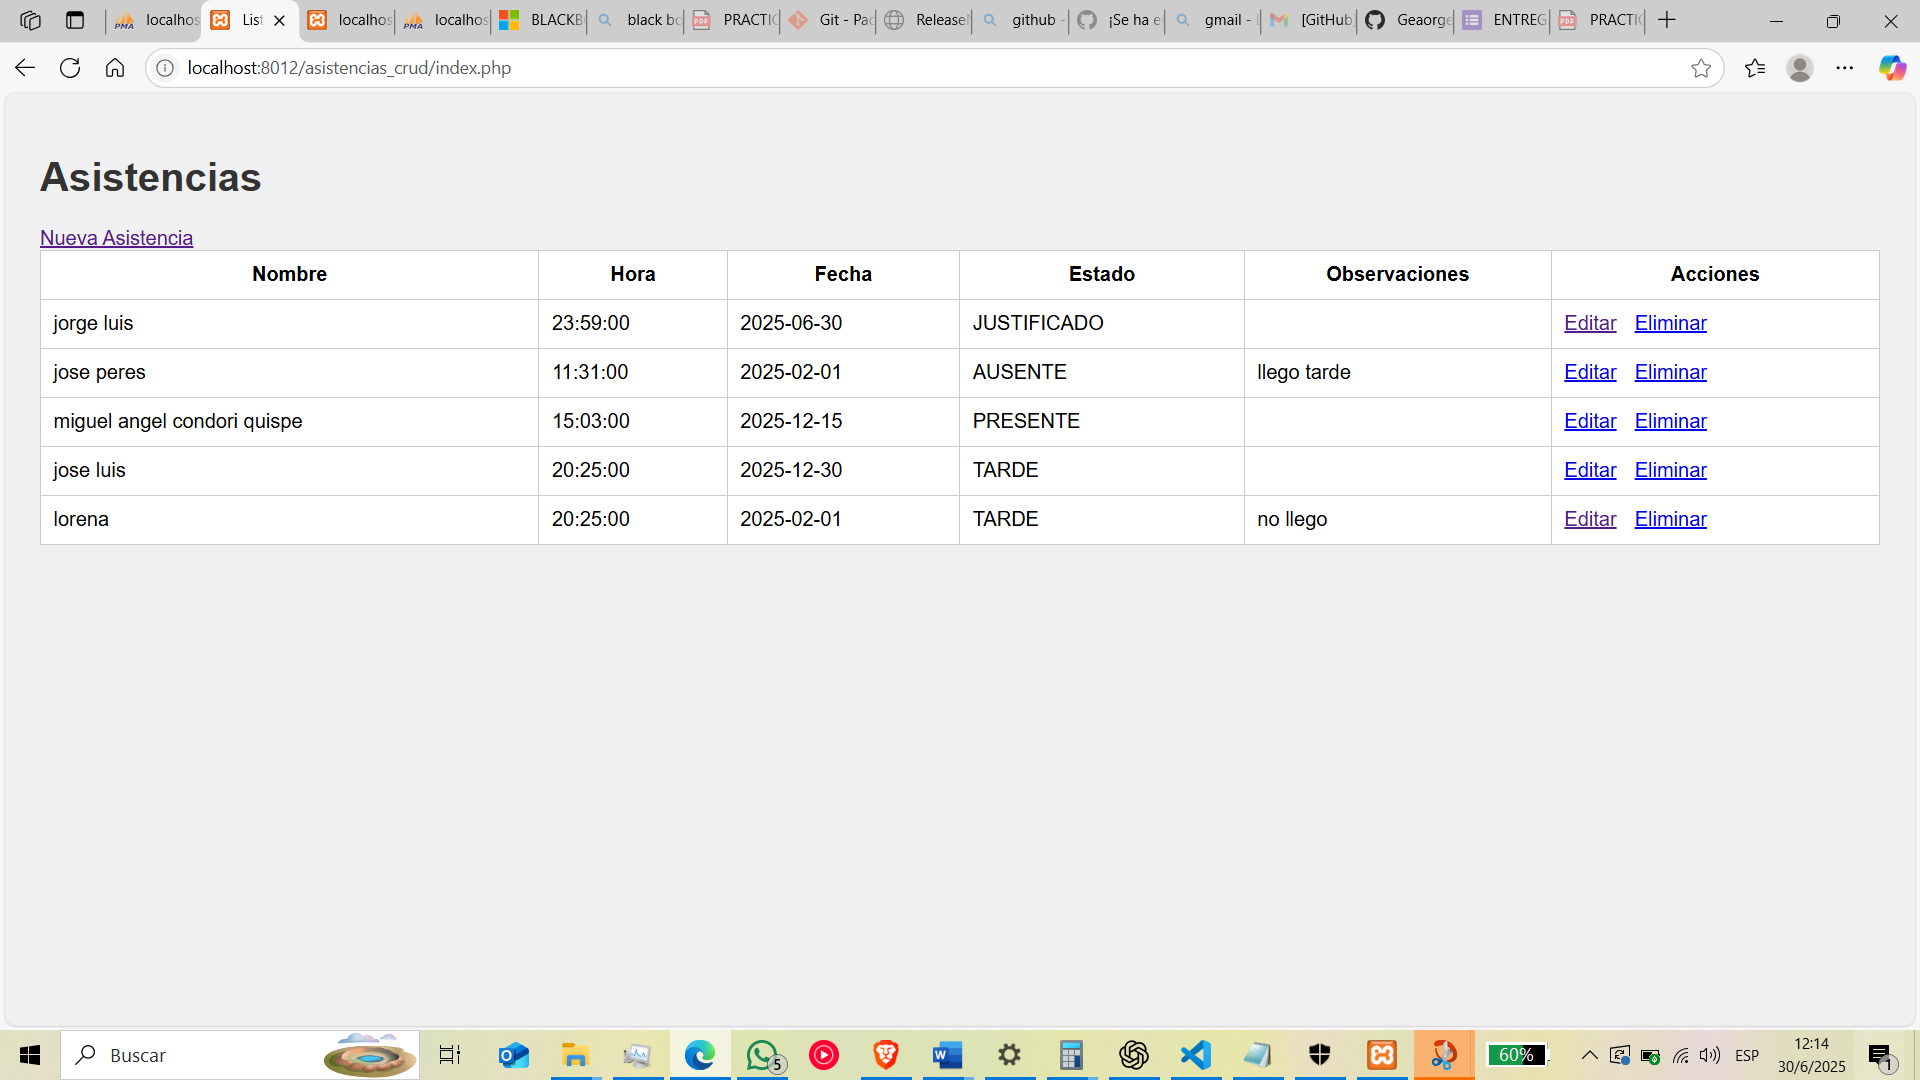 localhos
List
localhos
localhos
BLACKB
black bo
PRACTIC
Git - Pac
Release
github -
¡Se ha e
gmail - 
[GitHub
Geaorge
ENTREG
PRACTIC
localhost:8012/asistencias_crud/index.php
Asistencias
Nueva Asistencia
Nombre Hora Fecha Estado Observaciones Acciones
jorge luis 23:59:00 2025-06-30 JUSTIFICADO Editar Eliminar
jose peres 11:31:00 2025-02-01 AUSENTE llego tarde Editar Eliminar
miguel angel condori quispe 15:03:00 2025-12-15 PRESENTE Editar Eliminar
jose luis 20:25:00 2025-12-30 TARDE Editar Eliminar
lorena 20:25:00 2025-02-01 TARDE no llego Editar Eliminar
Buscar
5
60%
ESP
12:14
30/6/2025
1